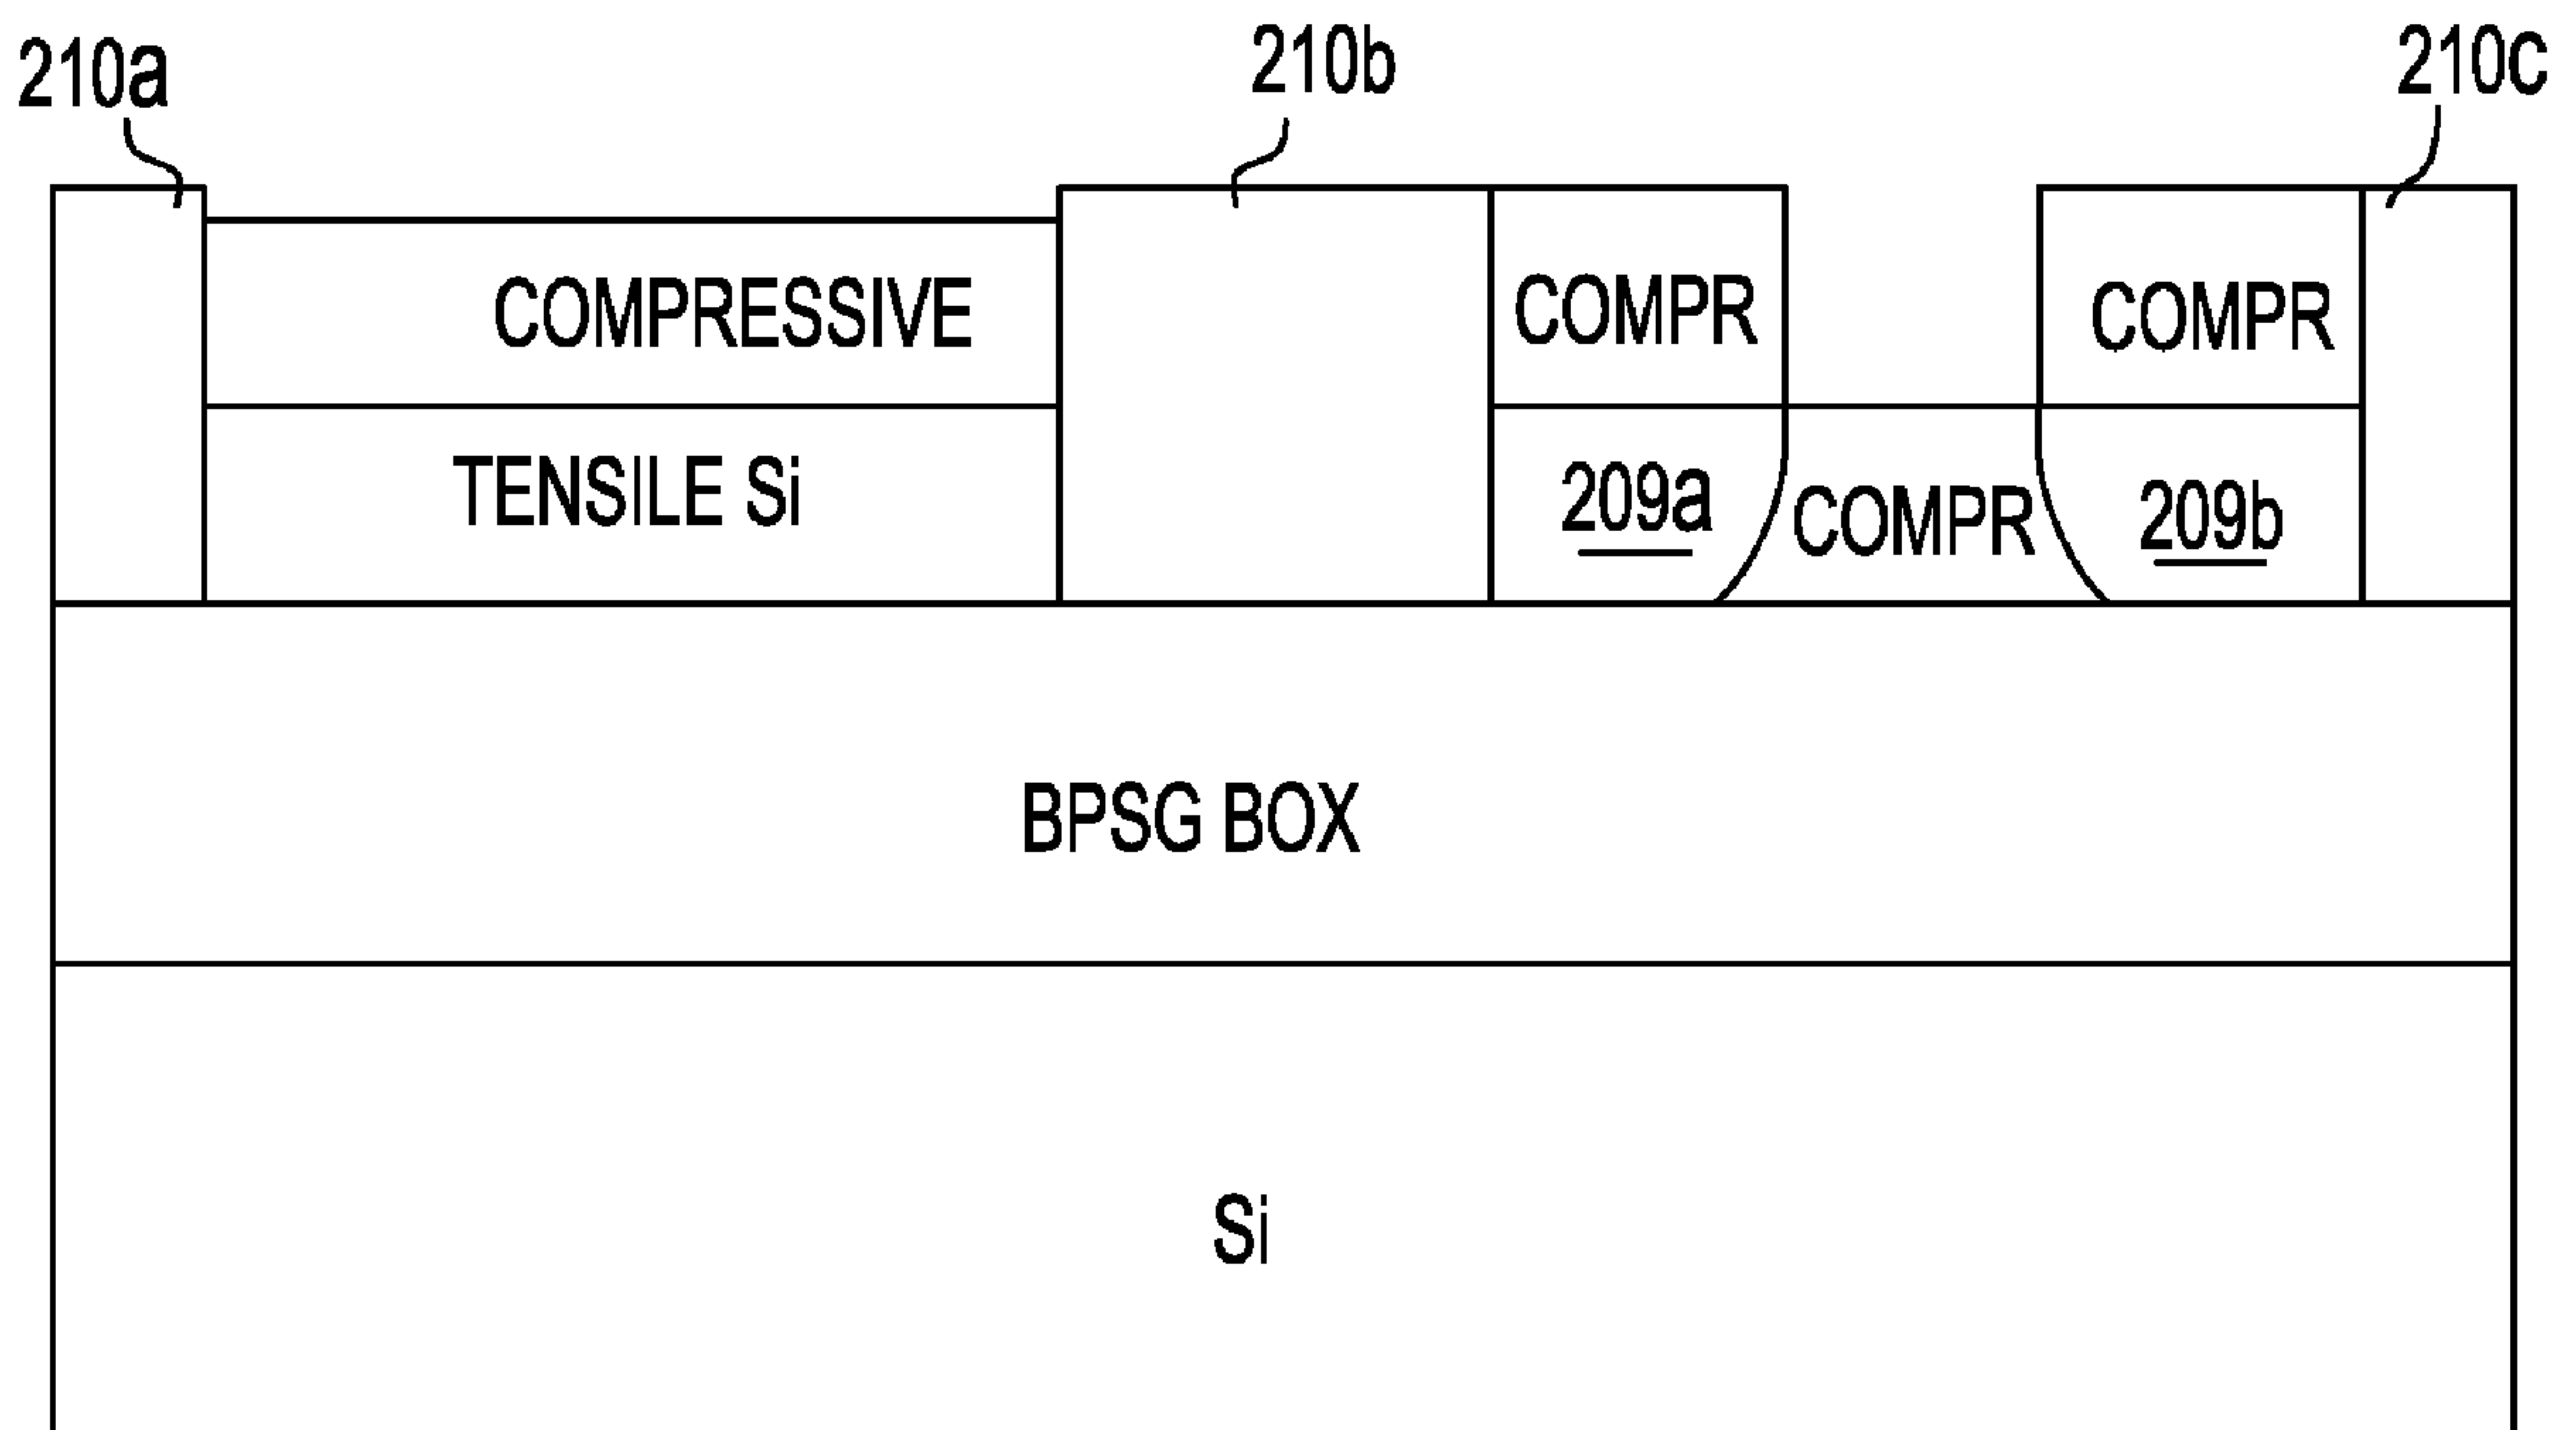 210a
210b
210c
COMPRESSIVE
COMPR
COMPR
TENSILE Si
209a
COMPR
209b
BPSG BOX
Si